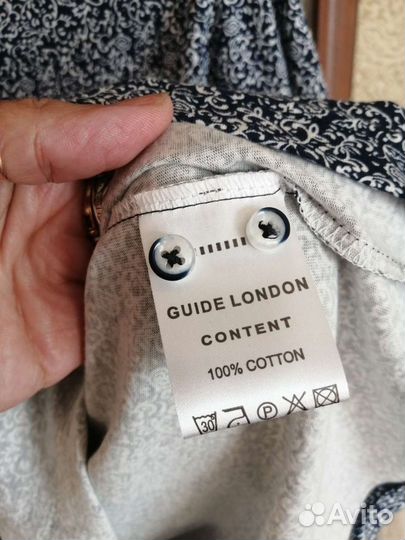 GUIDE LONDON
CONTENT
100% COTTON
30 P
Avito